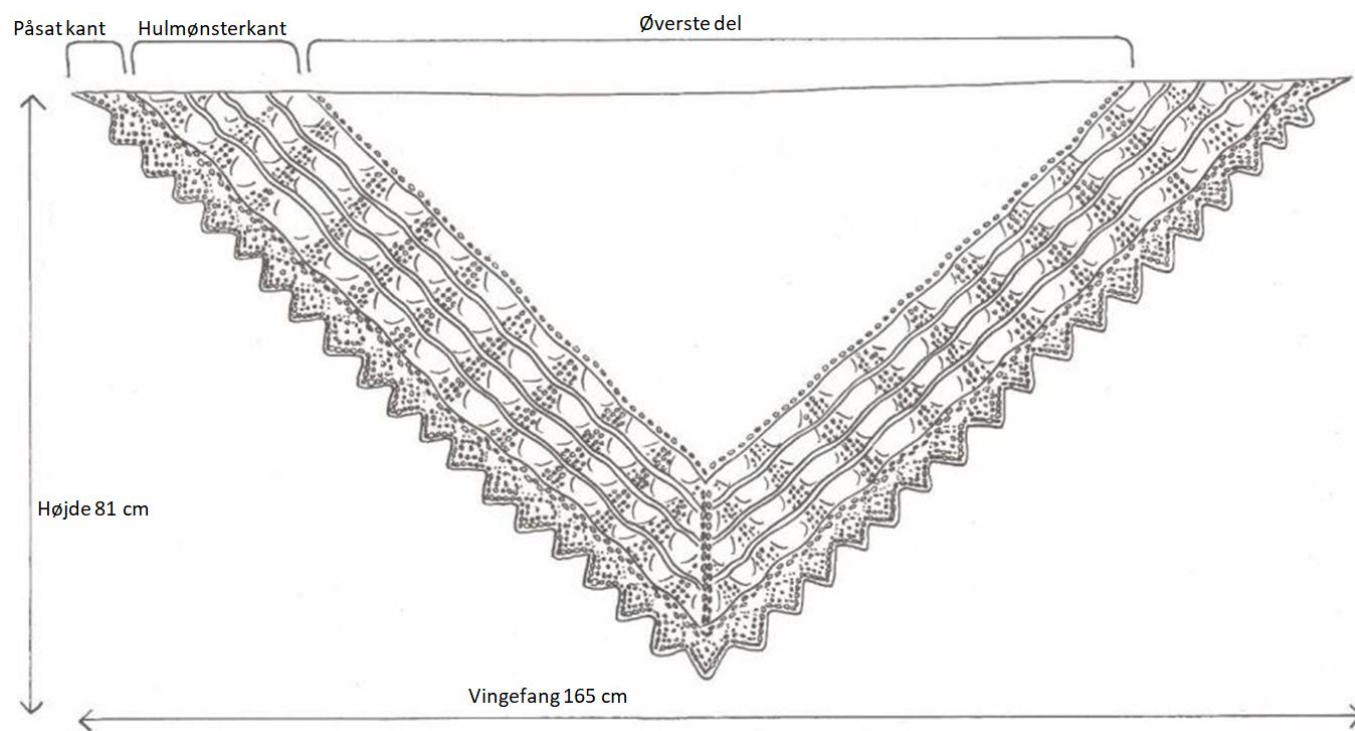 Påsat kant
Hulmønsterkant
Øverste del
Højde 81 cm
Vingefang 165 cm